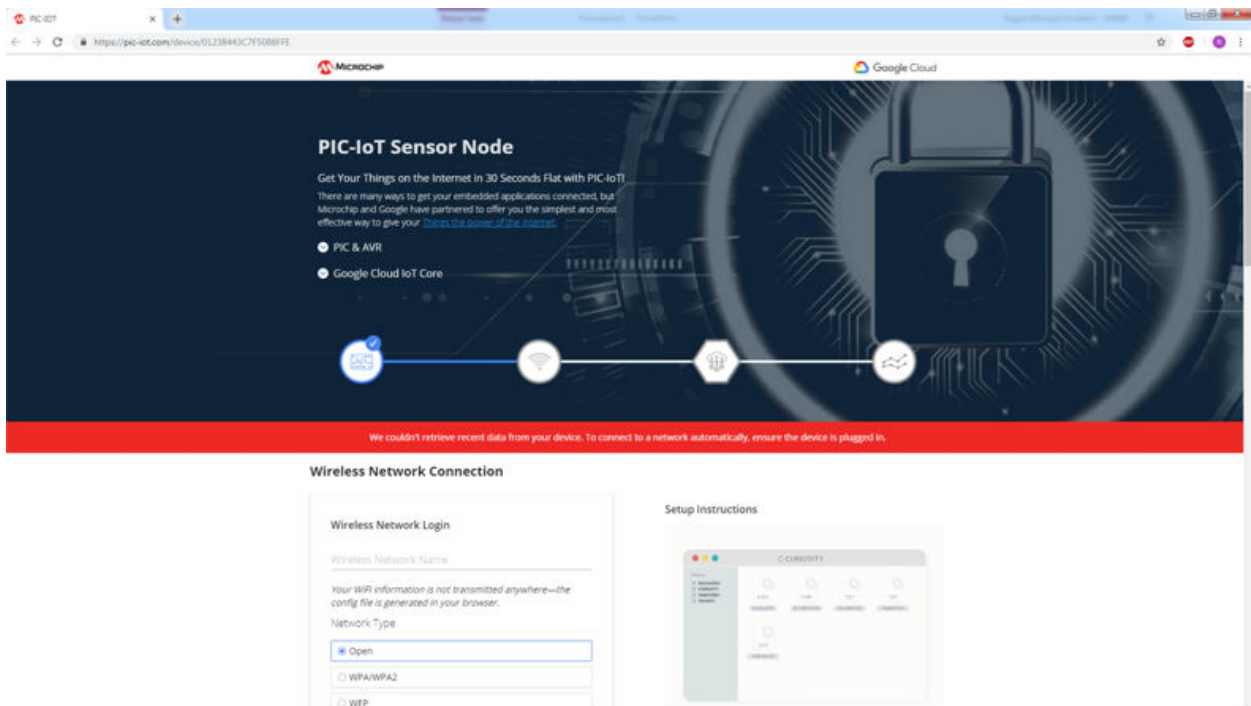 PIC-IOT
https://pic-iot.com/device/
MICROCHIP
Google Cloud
PIC-IoT Sensor Node
Get Your Things on the Internet in 30 Seconds Flat with PIC-IoT!
There are many ways to get your embedded applications connected, but
Microchip and Google have partnered to offer you the simplest and most
effective way to give your Things the power of the internet.
PIC & AVR
Google Cloud IoT Core
We couldn't retrieve recent data from your device. To connect to a network automatically, ensure the device is plugged in.
Wireless Network Connection
Wireless Network Login
Wireless Network Name
Your WiFi information is not transmitted anywhere—the
config file is generated in your browser.
Network Type
Open
WPA/WPA2
WEP
Setup Instructions
CURIOSITY